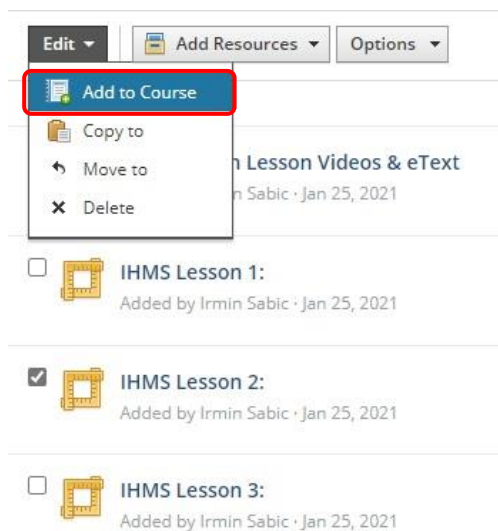 Edit Add Resources Options
Add to Course
Copy to
Move to
Delete
Lesson Videos & eText
Sabic · Jan 25, 2021
IHMS Lesson 1:
Added by Irmin Sabic · Jan 25, 2021
IHMS Lesson 2:
Added by Irmin Sabic · Jan 25, 2021
IHMS Lesson 3:
Added by Irmin Sabic · Jan 25, 2021